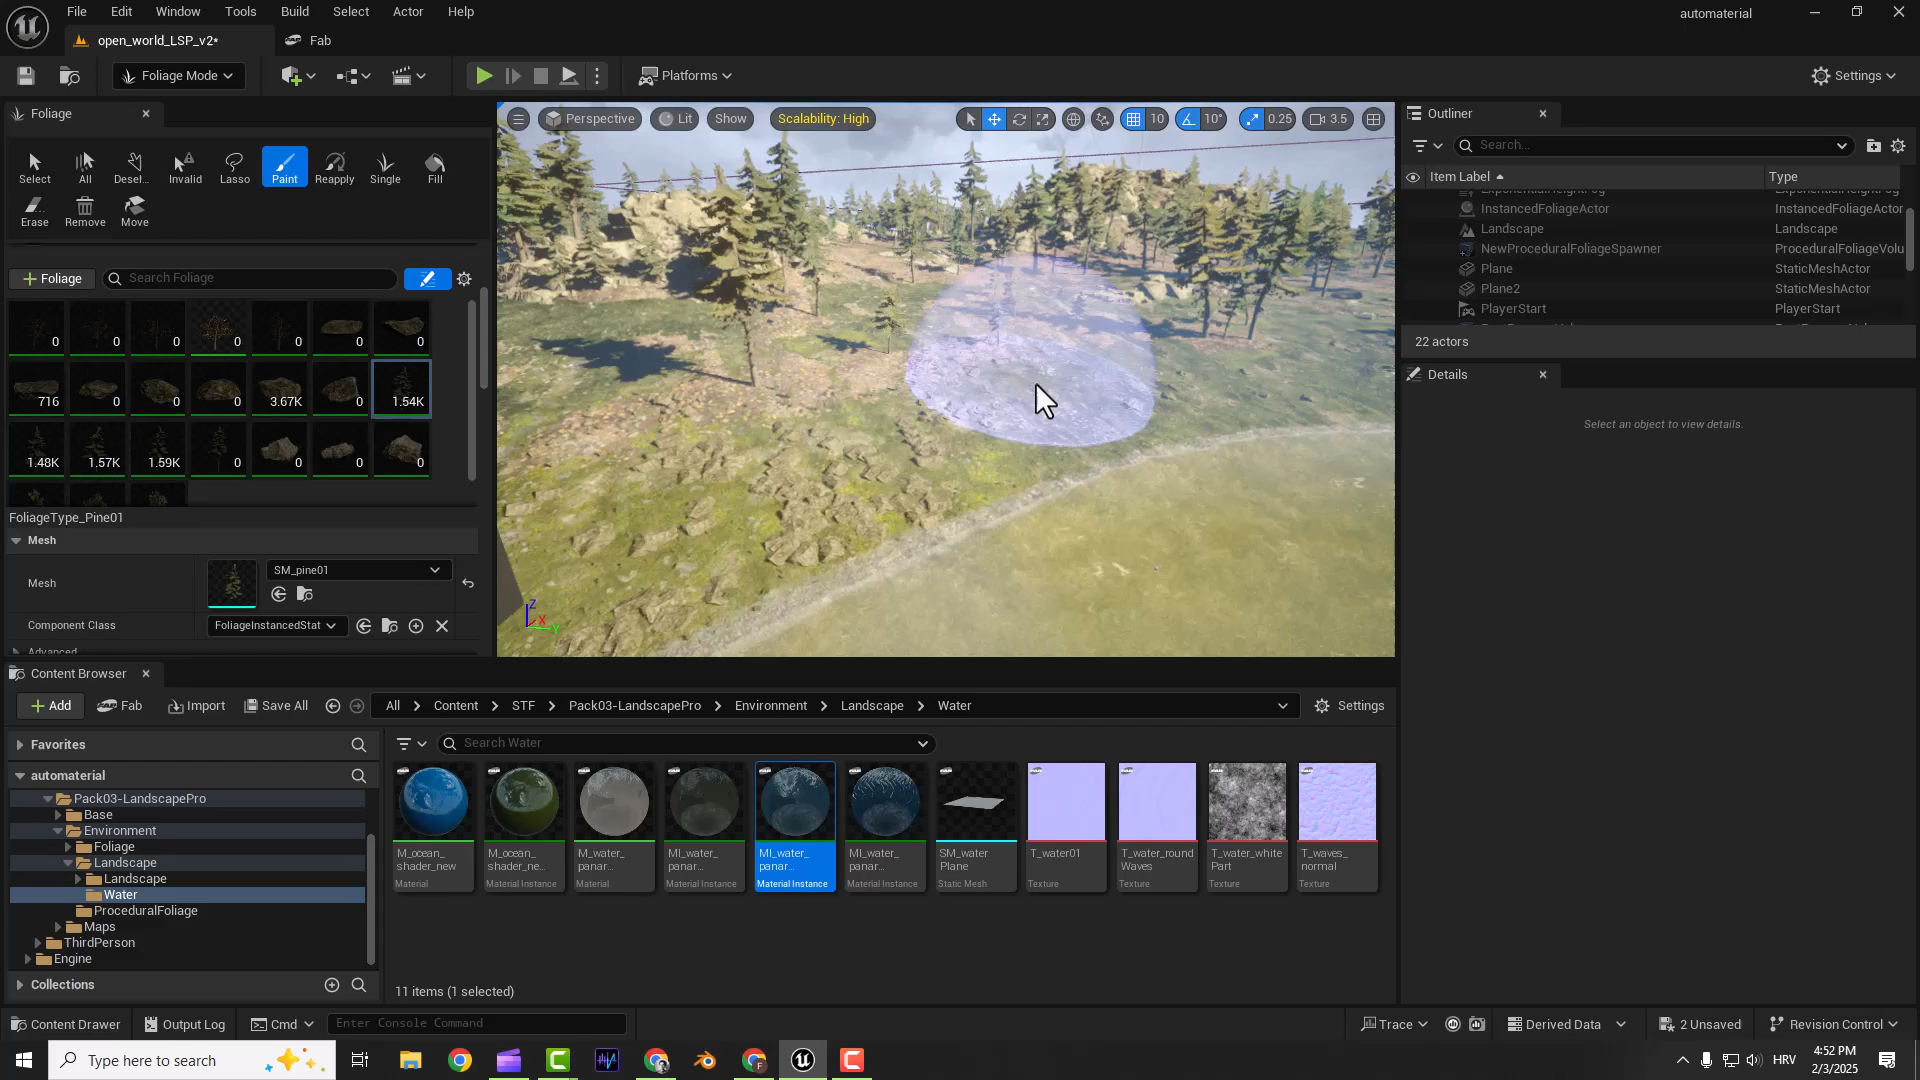 File Edit Window Tools Build Select Actor Help
automaterial
open_world_LSP_v2*
Fab
Foliage Mode
Platforms
Settings
Foliage
Select All Desel... Invalid Lasso Paint Reapply Single Fill
Erase Remove Move
Foliage
Search Foliage
0 0 0 0 0 0 0
716 0 0 0 3.67K 0 1.54K
1.48K 1.57K 1.59K 0 0 0 0
FoliageType_Pine01
Mesh
Mesh
SM_pine01
Component Class
FoliageInstancedStat
Advanced
Perspective Lit Show Scalability: High 10 10° 0.25 3.5
Z
X
Y
Outliner
Search...
Item Label Type
ExponentialHeightFog
InstancedFoliageActor InstancedFoliageActor
Landscape Landscape
NewProceduralFoliageSpawner ProceduralFoliageVolu
Plane StaticMeshActor
Plane2 StaticMeshActor
PlayerStart PlayerStart
22 actors
Details
Select an object to view details.
Content Browser
Add Fab Import Save All All Content STF Pack03-LandscapePro Environment Landscape Water Settings
Favorites
automaterial
Pack03-LandscapePro
Base
Environment
Foliage
Landscape
Landscape
Water
ProceduralFoliage
Maps
ThirdPerson
Engine
Collections
Search Water
M_ocean_
shader_new
Material
M_ocean_
shader_ne...
Material Instance
M_water_
panar...
Material
MI_water_
panar...
Material Instance
MI_water_
panar...
Material Instance
MI_water_
panar...
Material Instance
SM_water
Plane
Static Mesh
T_water01
Texture
T_water_round
Waves
Texture
T_water_white
Part
Texture
T_waves_
normal
Texture
11 items (1 selected)
Content Drawer Output Log Cmd Enter Console Command Trace Derived Data 2 Unsaved Revision Control
Type here to search
HRV
4:52 PM
2/3/2025